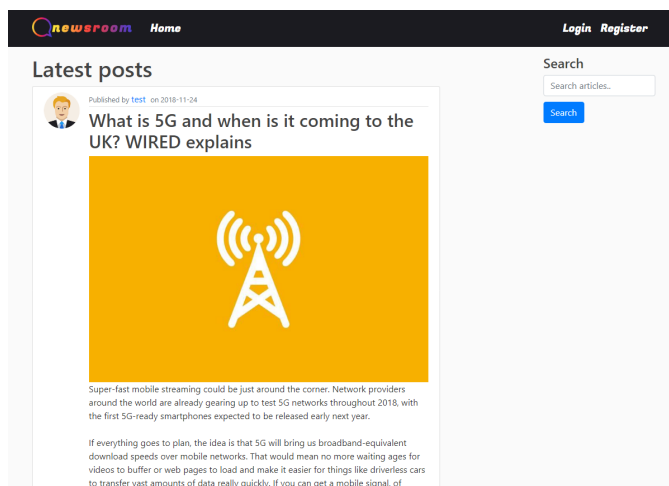 newsroom Home Login Register
Latest posts
Search
Search articles..
Search
Published by test on 2018-11-24
What is 5G and when is it coming to the
UK? WIRED explains
Super-fast mobile streaming could be just around the corner. Network providers
around the world are already gearing up to test 5G networks throughout 2018, with
the first 5G-ready smartphones expected to be released early next year.
If everything goes to plan, the idea is that 5G will bring us broadband-equivalent
download speeds over mobile networks. That would mean no more waiting ages for
videos to buffer or web pages to load and make it easier for things like driverless cars
to transfer vast amounts of data really quickly. If you can get a mobile signal, of